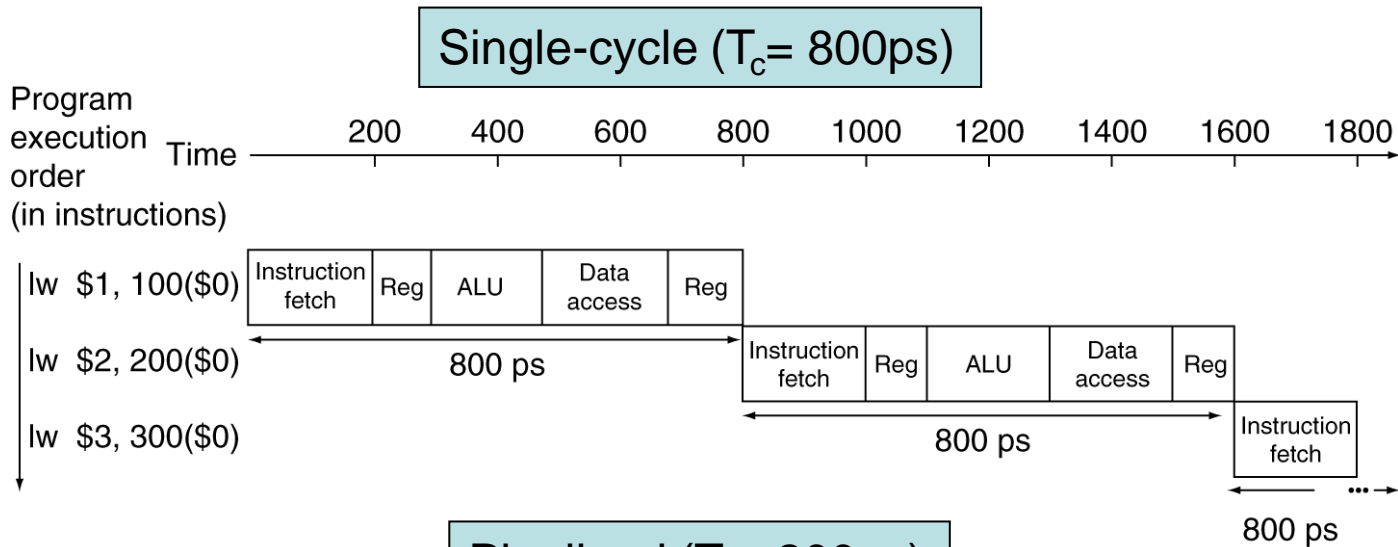 Single-cycle (Tc= 800ps)
Program
execution
order
(in instructions)
Time
200 400 600 800 1000 1200 1400 1600 1800
lw $1, 100($0)
Instruction
fetch
Reg
ALU
Data
access
Reg
800 ps
lw $2, 200($0)
Instruction
fetch
Reg
ALU
Data
access
Reg
800 ps
lw $3, 300($0)
Instruction
fetch
...
800 ps